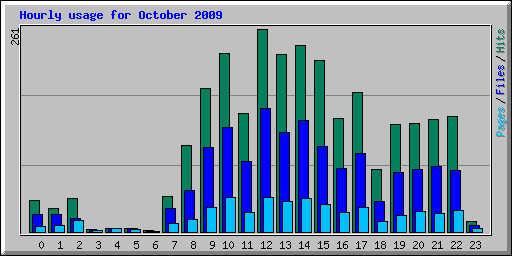 Hourly usage for October 2009
261
Pages / Files / Hits
0 1 2 3 4 5 6 7 8 9 10 11 12 13 14 15 16 17 18 19 20 21 22 23